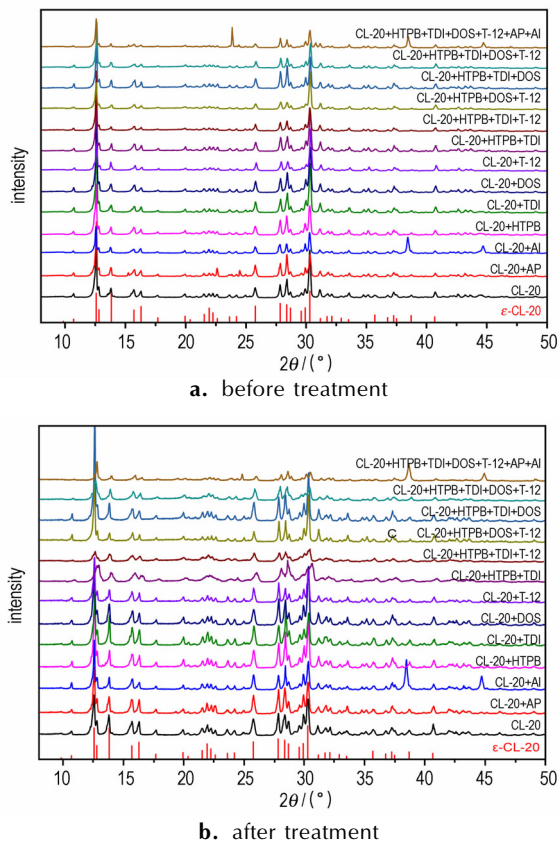 intensity
CL-20+HTPB+TDI+DOS+T-12+AP+Al
CL-20+HTPB+TDI+DOS+T-12
CL-20+HTPB+TDI+DOS
CL-20+HTPB+DOS+T-12
CL-20+HTPB+TDI+T-12
CL-20+HTPB+TDI
CL-20+T-12
CL-20+DOS
CL-20+TDI
CL-20+HTPB
CL-20+Al
CL-20+AP
CL-20
ε-CL-20
10 15 20 25 30 35 40 45 50
2θ/(°)
a. before treatment
intensity
CL-20+HTPB+TDI+DOS+T-12+AP+Al
CL-20+HTPB+TDI+DOS+T-12
CL-20+HTPB+TDI+DOS
C CL-20+HTPB+DOS+T-12
CL-20+HTPB+TDI+T-12
CL-20+HTPB+TDI
CL-20+T-12
CL-20+DOS
CL-20+TDI
CL-20+HTPB
CL-20+Al
CL-20+AP
CL-20
ε-CL-20
10 15 20 25 30 35 40 45 50
2θ/(°)
b. after treatment